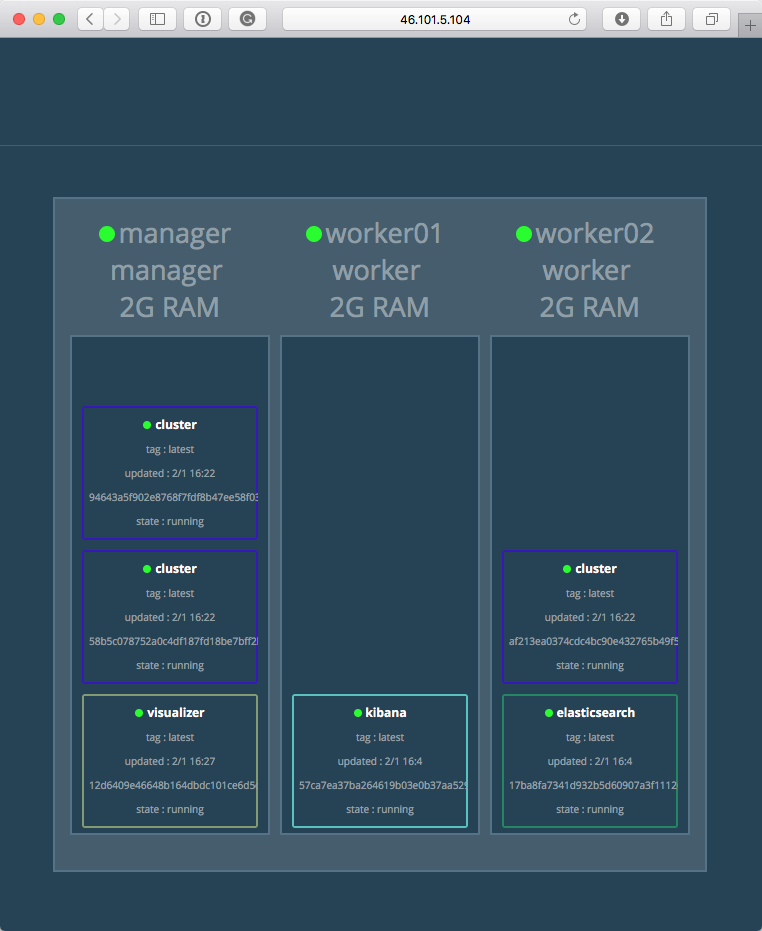 46.101.5.104
manager
manager
2G RAM
worker01
worker
2G RAM
worker02
worker
2G RAM
cluster
tag : latest
updated : 2/1 16:22
94643a5f902e8768f7fdf8b47ee58f03
state : running
cluster
tag : latest
updated : 2/1 16:22
58b5c078752a0c4df187fd18be7bff2
state : running
visualizer
tag : latest
updated : 2/1 16:27
12d6409e46648b164dbdc101ce6d5
state : running
kibana
tag : latest
updated : 2/1 16:4
57ca7ea37ba264619b03e0b37aa529
state : running
cluster
tag : latest
updated : 2/1 16:22
af213ea0374cdc4bc90e432765b49f5
state : running
elasticsearch
tag : latest
updated : 2/1 16:4
17ba8fa7341d932b5d60907a3f1112
state : running